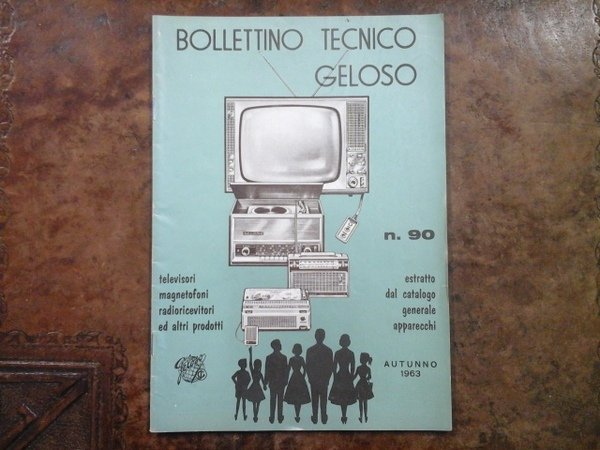 BOLLETTINO TECNICO
GELOSO
n. 90
televisori
magnetofoni
radioricevitori
ed altri prodotti
estratto
dal catalogo
generale
apparecchi
AUTUNNO
1963